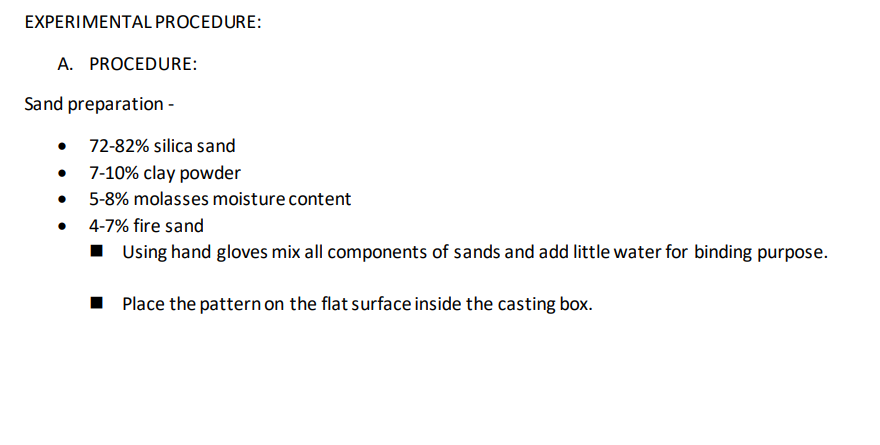 EXPERIMENTAL PROCEDURE:
A. PROCEDURE:
Sand preparation -
• 72-82% silica sand
• 7-10% clay powder
• 5-8% molasses moisture content
• 4-7% fire sand
■ Using hand gloves mix all components of sands and add little water for binding purpose.
■ Place the pattern on the flat surface inside the casting box.